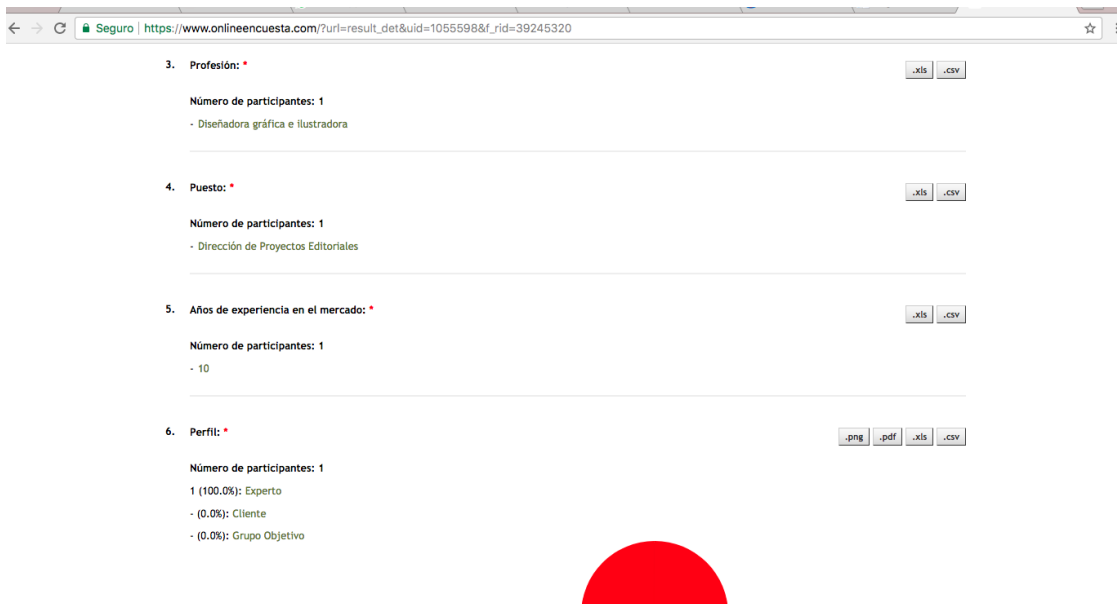 Seguro | https://www.onlineencuesta.com/?url=result_det&uid=1055598&f_rid=39245320
3. Profesión: * .xls .csv
Número de participantes: 1
- Diseñadora gráfica e ilustradora
4. Puesto: * .xls .csv
Número de participantes: 1
- Dirección de Proyectos Editoriales
5. Años de experiencia en el mercado: * .xls .csv
Número de participantes: 1
- 10
6. Perfil: * .png .pdf .xls .csv
Número de participantes: 1
1 (100.0%): Experto
- (0.0%): Cliente
- (0.0%): Grupo Objetivo